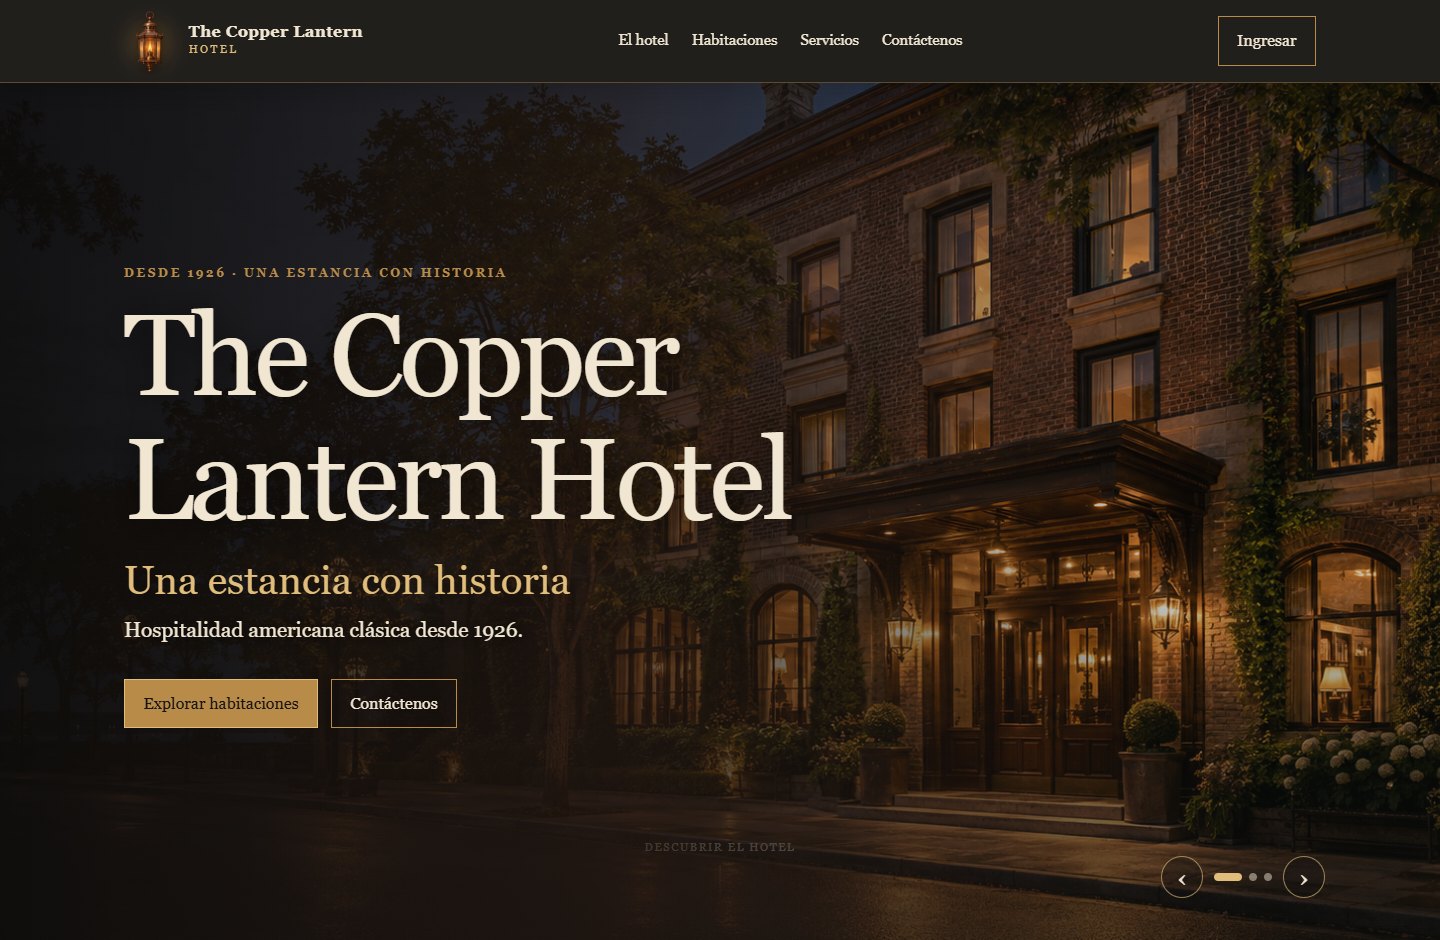 The Copper Lantern
HOTEL
El hotel Habitaciones Servicios Contáctenos
Ingresar
DESDE 1926 · UNA ESTANCIA CON HISTORIA
The Copper
Lantern Hotel
Una estancia con historia
Hospitalidad americana clásica desde 1926.
Explorar habitaciones Contáctenos
DESCUBRIR EL HOTEL